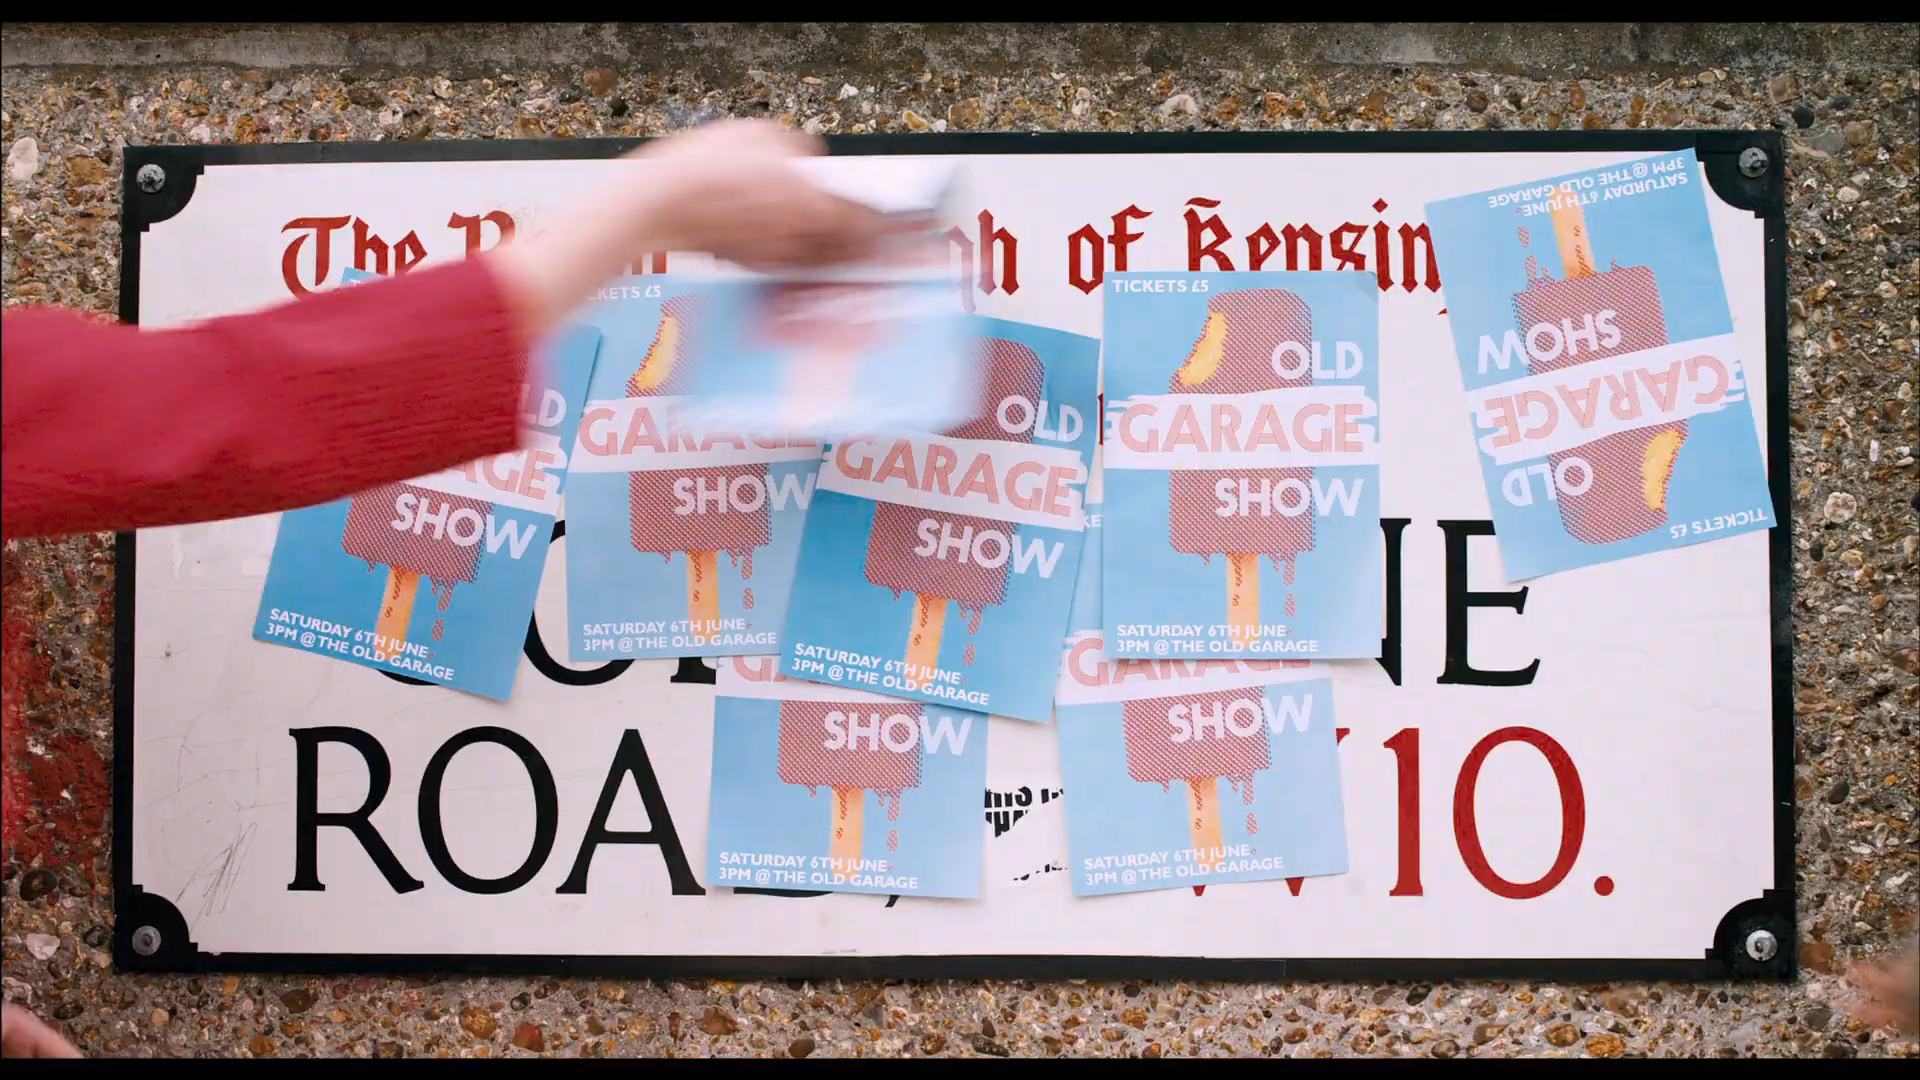 The
of Kensin
TICKETS £5
OLD
GARAGE
SHOW
SATURDAY 6TH JUNE
3PM @ THE OLD GARAGE
KETS £5
GARAGE
SHOW
SATURDAY 6TH JUNE
3PM @ THE OLD GARAGE
OLD
GARAGE
SHOW
SATURDAY 6TH JUNE
3PM @ THE OLD GARAGE
TICKETS £5
OLD
GARAGE
SHOW
SATURDAY 6TH JUNE
3PM @ THE OLD GARAGE
SHOW
SATURDAY 6TH JUNE
3PM @ THE OLD GARAGE
NE
SHOW
SATURDAY 6TH JUNE
3PM @ THE OLD GARAGE
GARAGE
SHOW
SATURDAY 6TH JUNE
3PM @ THE OLD GARAGE
ROA
10.